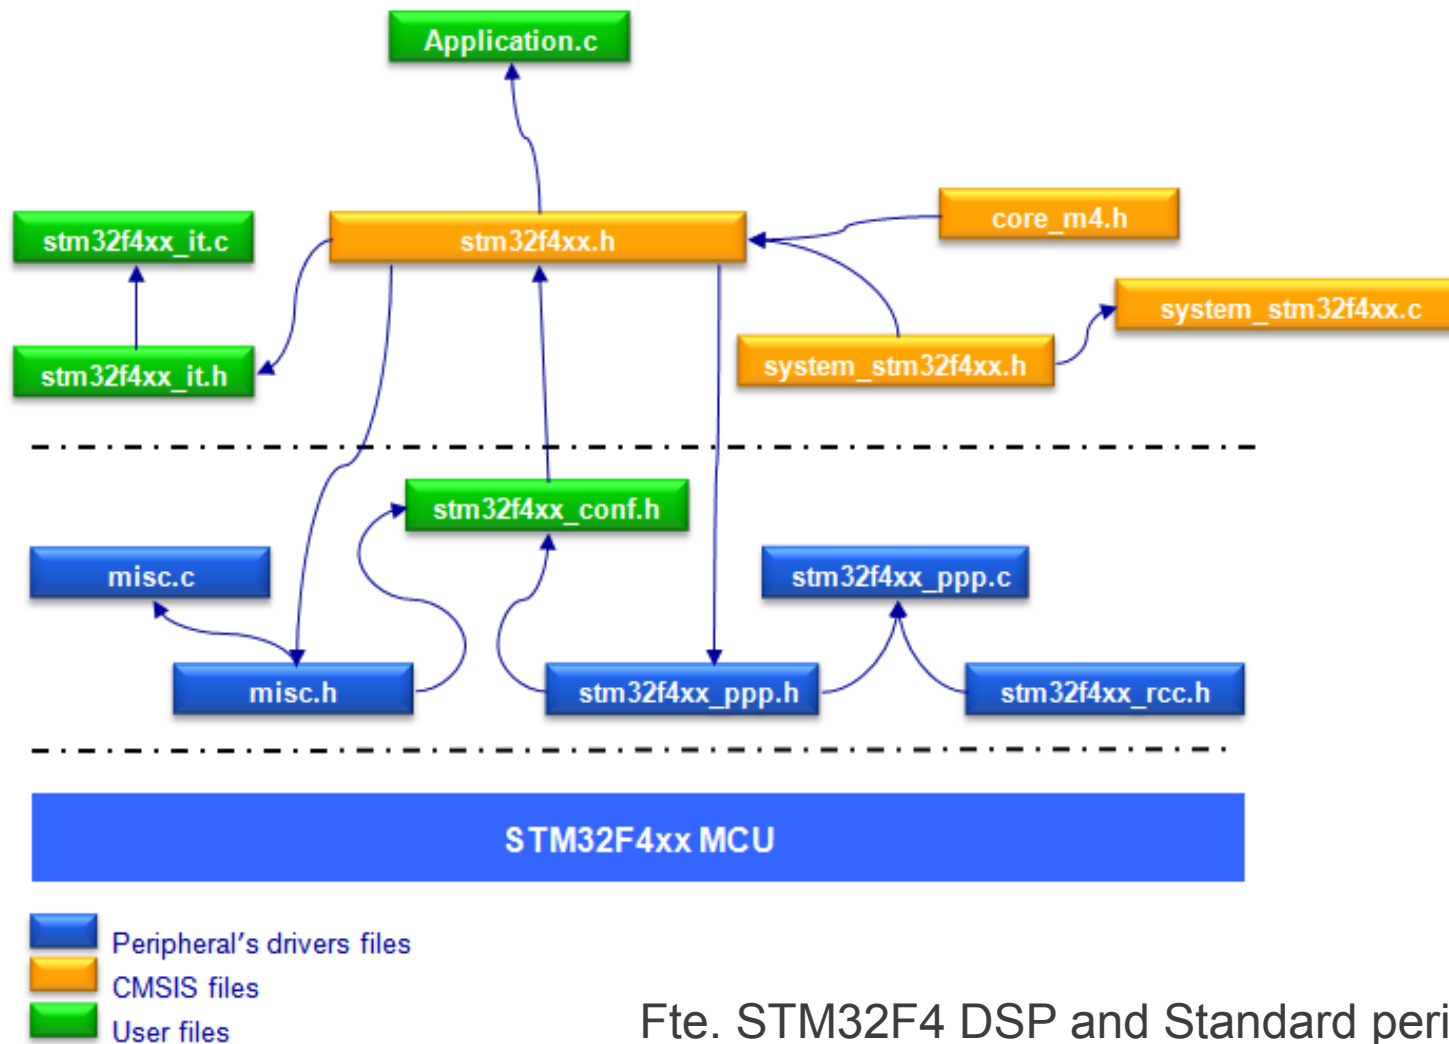 Application.c
stm32f4xx_it.c
stm32f4xx.h
core_m4.h
system_stm32f4xx.c
stm32f4xx_it.h
system_stm32f4xx.h
stm32f4xx_conf.h
misc.c
stm32f4xx_ppp.c
misc.h
stm32f4xx_ppp.h
stm32f4xx_rcc.h
STM32F4xx MCU
Peripheral's drivers files
CMSIS files
User files
Fte. STM32F4 DSP and Standard peri